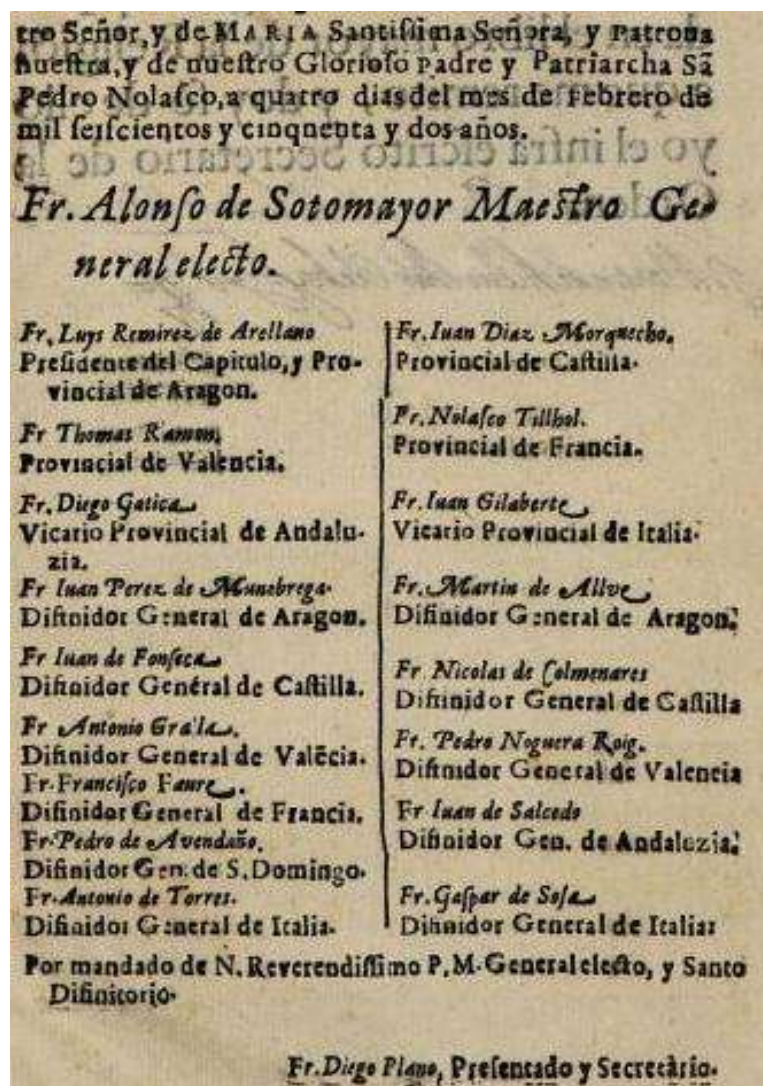 tro Señor, y de MARIA Santissima Señora, y Patrona
nuestra, y de nuestro Glorioso Padre y Patriarcha Sã
Pedro Nolasco, a quatro dias del mes de Febrero de
mil seiscientos y cinqnenta y dos años.
Fr. Alonso de Sotomayor Maestro Ge-
neral electo.
Fr. Luys Remirez de Arellano
Presidente del Capitulo, y Pro-
vincial de Aragon.
Fr Thomas Ramon,
Provincial de Valencia.
Fr. Diego Gatica
Vicario Provincial de Andalu-
zia.
Fr Iuan Perez de Munebrega.
Difinidor General de Aragon.
Fr Iuan de Fonseca
Difinidor General de Castilla.
Fr Antonio Gralla.
Difinidor General de Valẽcia.
Fr. Francisco Faure.
Difinidor General de Francia.
Fr. Pedro de Avendaño.
Difinidor Gen. de S. Domingo.
Fr. Antonio de Torres.
Difinidor General de Italia.
Fr. Iuan Diaz Morquecho.
Provincial de Castilla.
Fr. Nolasco Tillhol.
Provincial de Francia.
Fr. Iuan Gilaberte
Vicario Provincial de Italia.
Fr. Martin de Allve
Difinidor General de Aragon.
Fr Nicolas de Colmenares
Difinidor General de Castilla
Fr. Pedro Noguera Roig.
Difinidor General de Valencia
Fr Iuan de Salcedo
Difinidor Gen. de Andaluzia.
Fr. Gaspar de Sosa
Difinidor General de Italia:
Por mandado de N. Reverendissimo P. M. General electo, y Santo
Difinitorio.
Fr. Diego Plano, Presentado y Secretario.